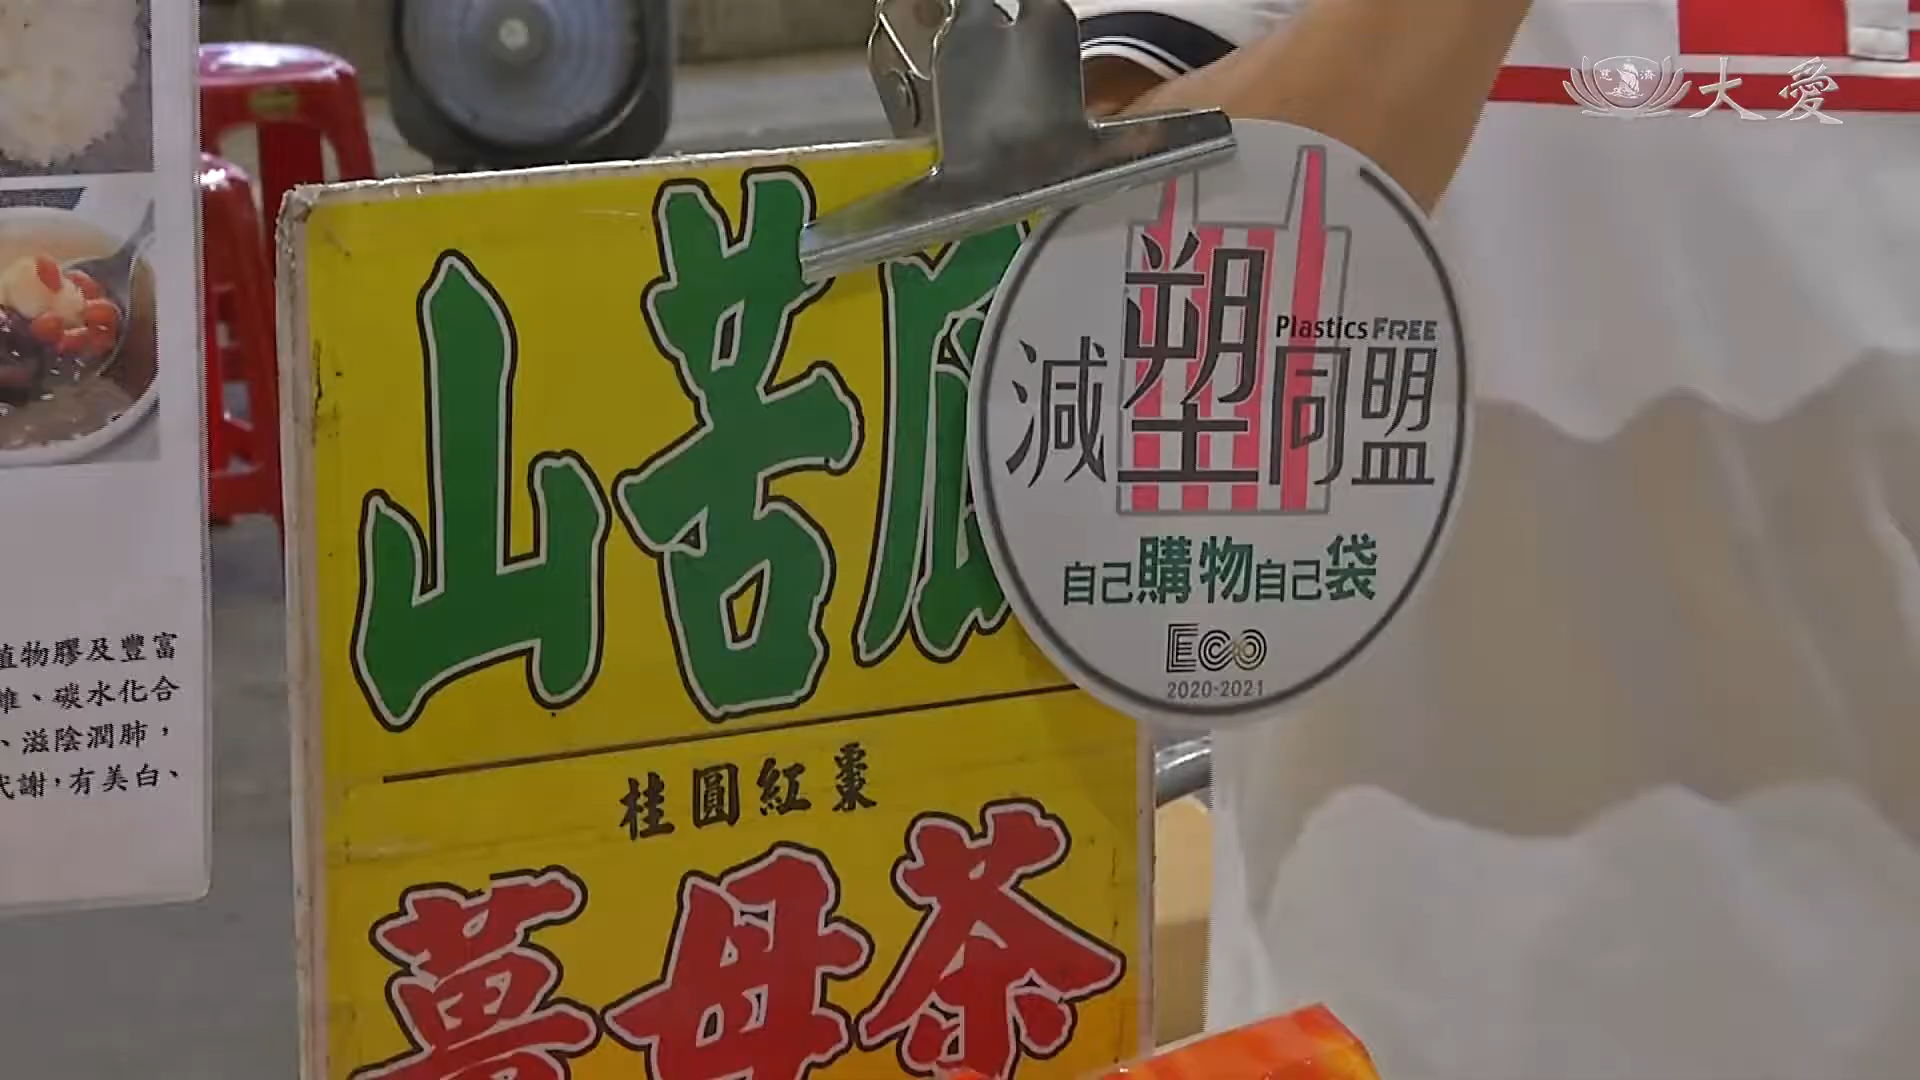 大愛
慈濟
山苦瓜
桂圓紅棗
薑母茶
減塑同盟
Plastics FREE
自己購物自己袋
ECO
2020-2021
植物膠及豐富
維、碳水化合
、滋陰潤肺，
代謝，有美白、